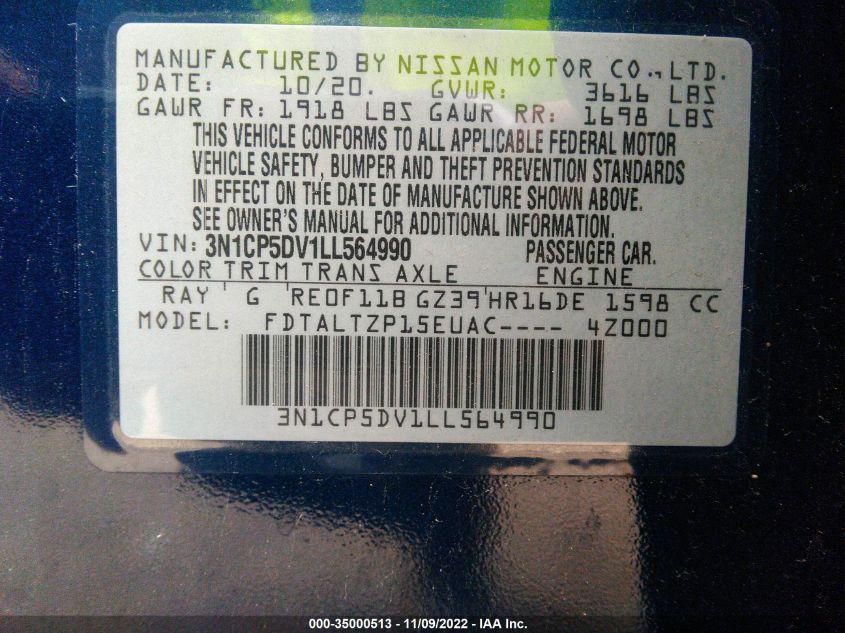 MANUFACTURED BY NISSAN MOTOR CO., LTD.
DATE: 10/20. GVWR: 3616 LBS
GAWR FR: 1918 LBS GAWR RR: 1698 LBS
THIS VEHICLE CONFORMS TO ALL APPLICABLE FEDERAL MOTOR
VEHICLE SAFETY, BUMPER AND THEFT PREVENTION STANDARDS
IN EFFECT ON THE DATE OF MANUFACTURE SHOWN ABOVE.
SEE OWNER'S MANUAL FOR ADDITIONAL INFORMATION.
VIN: 3N1CP5DV1LL564990 PASSENGER CAR.
COLOR TRIM TRANS AXLE ENGINE
RAY G RE0F11B GZ39 HR16DE 1598 CC
MODEL: FDTALTZP15EUAC---- 4Z000
3N1CP5DV1LL564990
000-35000513 - 11/09/2022 - IAA Inc.